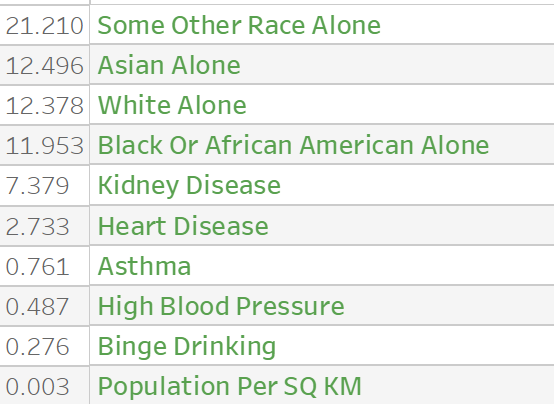 21.210 Some Other Race Alone
12.496 Asian Alone
12.378 White Alone
11.953 Black Or African American Alone
7.379 Kidney Disease
2.733 Heart Disease
0.761 Asthma
0.487 High Blood Pressure
0.276 Binge Drinking
0.003 Population Per SQ KM